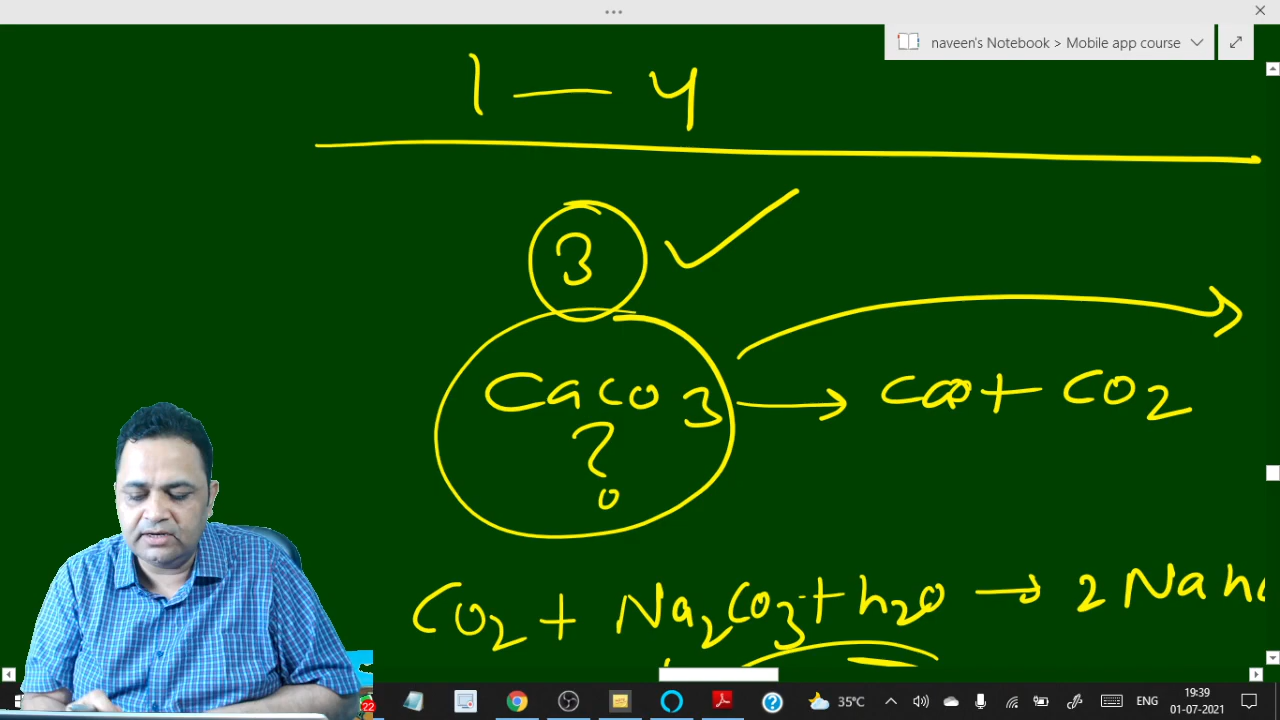 naveen's Notebook > Mobile app course
1 — 4
3
CaCO3 → CaO + CO2
?
CO2 + Na2CO3 + h2O → 2 Nah
22
35°C
ENG
19:39
01-07-2021